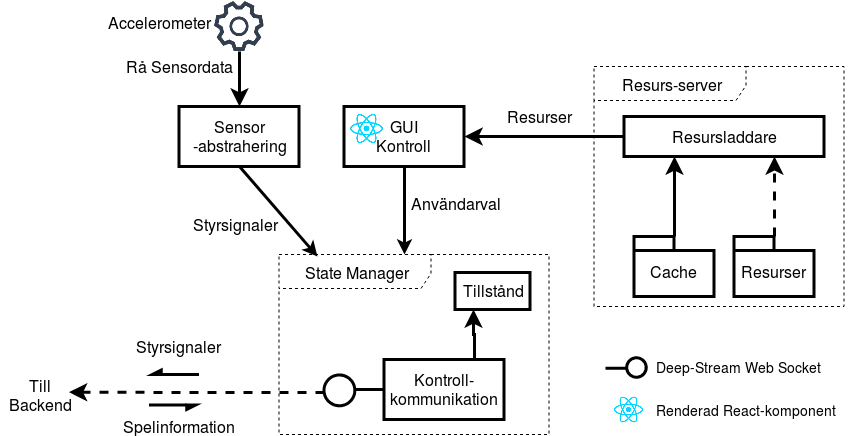 Accelerometer
Rå Sensordata
Sensor
-abstrahering
GUI
Kontroll
Resurser
Resurs-server
Resursladdare
Cache
Resurser
Styrsignaler
Användarval
State Manager
Tillstånd
Kontroll-
kommunikation
Styrsignaler
Till
Backend
Spelinformation
Deep-Stream Web Socket
Renderad React-komponent